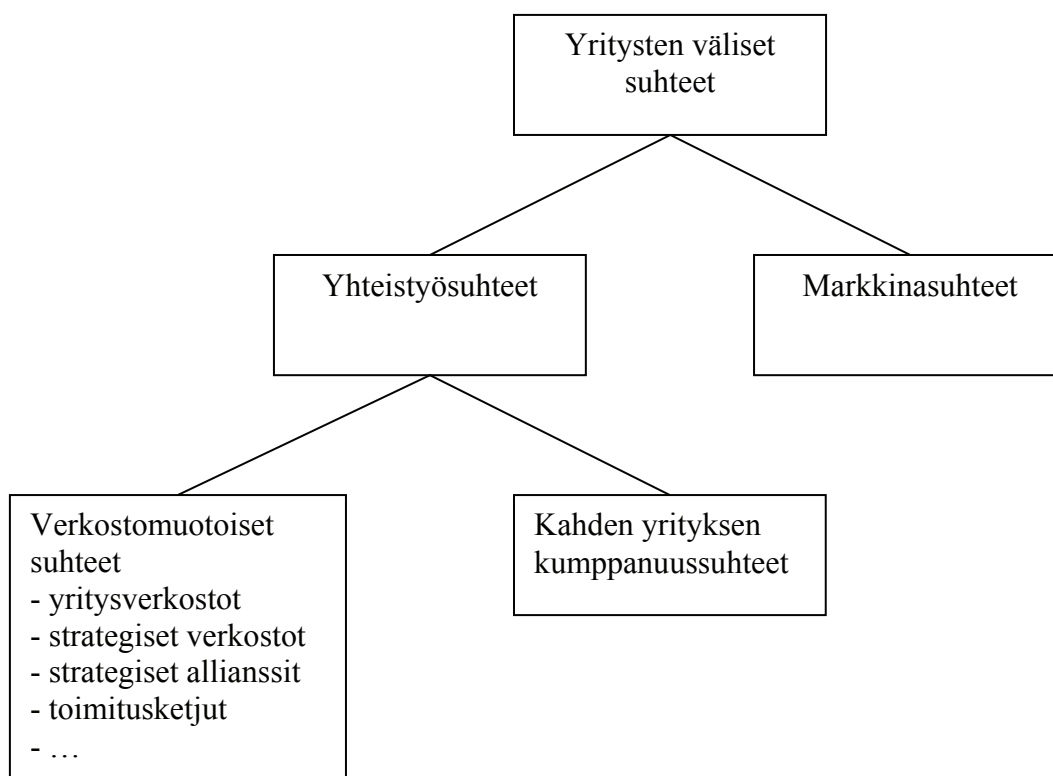 Yritysten väliset
suhteet
Yhteistyösuhteet
Markkinasuhteet
Verkostomuotoiset
suhteet
- yritysverkostot
- strategiset verkostot
- strategiset allianssit
- toimitusketjut
- …
Kahden yrityksen
kumppanuussuhteet